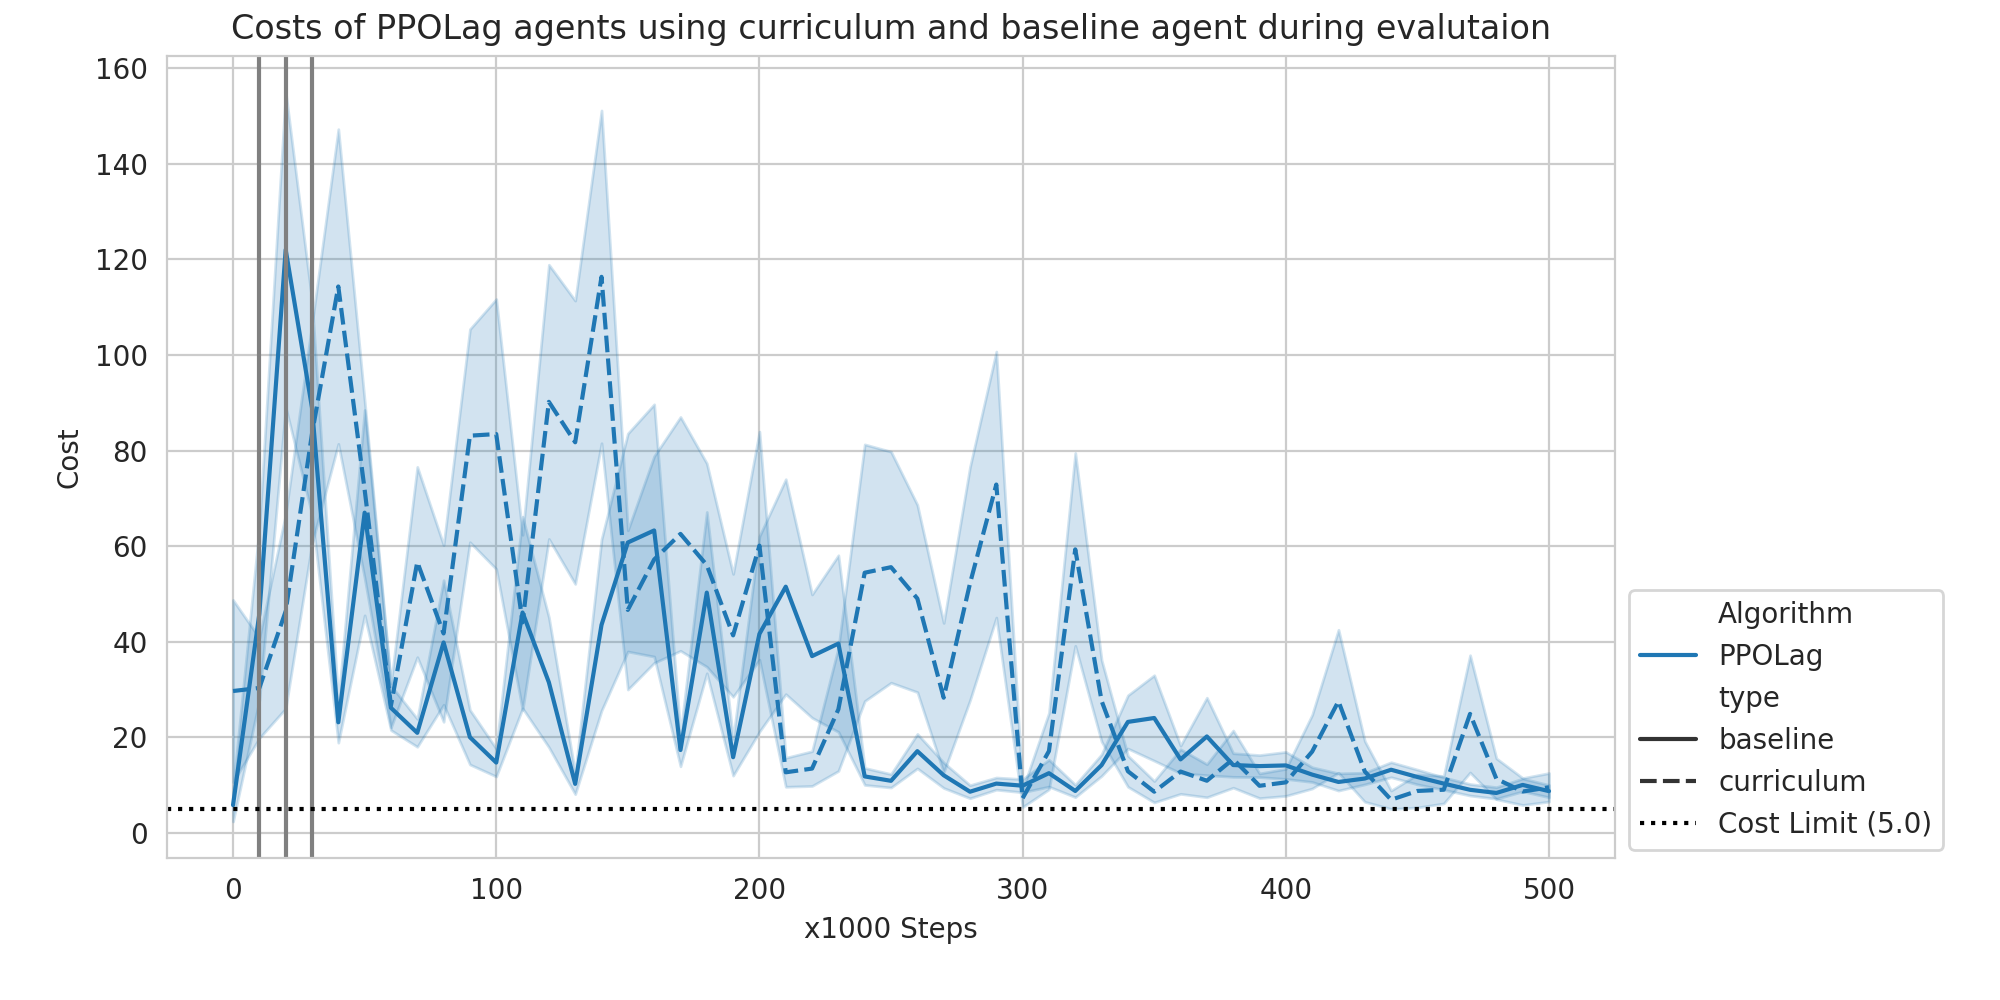 Costs of PPOLag agents using curriculum and baseline agent during evalutaion
160
140
120
100
80
60
40
20
0
Cost
0 100 200 300 400 500
x1000 Steps
Algorithm
PPOLag
type
baseline
curriculum
Cost Limit (5.0)